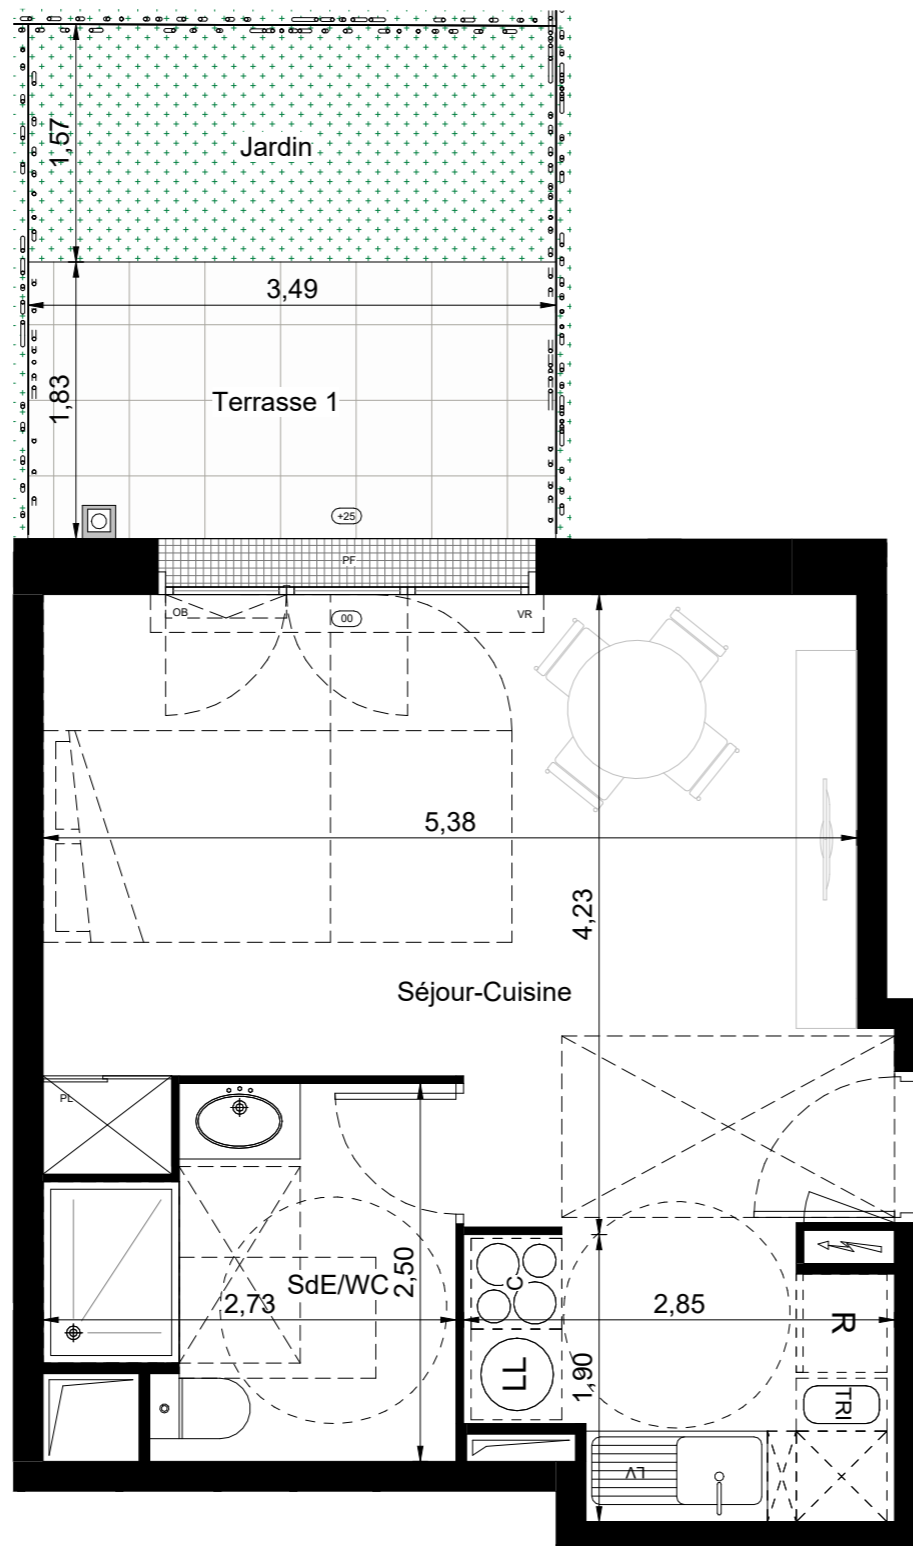 1,57
Jardin
3,49
1,83
Terrasse 1
+25
PF
OB
00
VR
5,38
4,23
Séjour-Cuisine
PL
SdE/WC
2,50
2,73
C
2,85
R
LL
1,90
TRI
LV